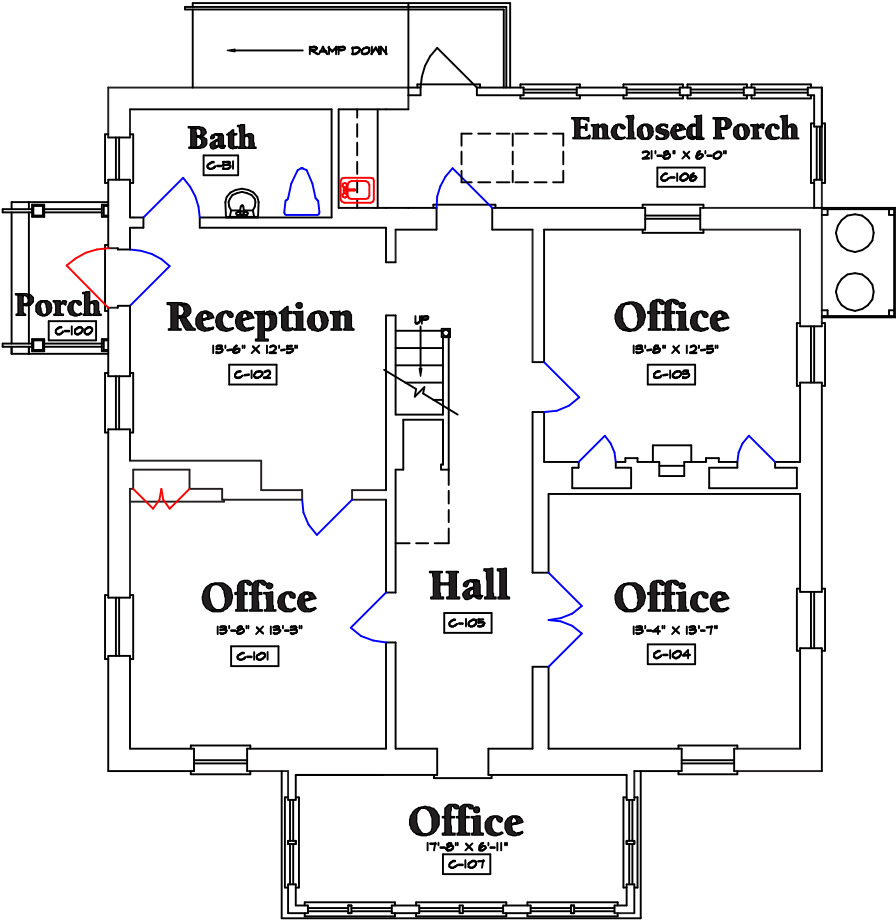 RAMP DOWN
Bath
C-B1
Enclosed Porch
21'-8" X 6'-0"
C-106
Porch
C-100
Reception
13'-6" X 12'-5"
C-102
UP
Office
13'-8" X 12'-5"
C-103
Office
13'-8" X 13'-3"
C-101
Hall
C-105
Office
13'-4" X 13'-7"
C-104
Office
17'-8" X 6'-11"
C-107